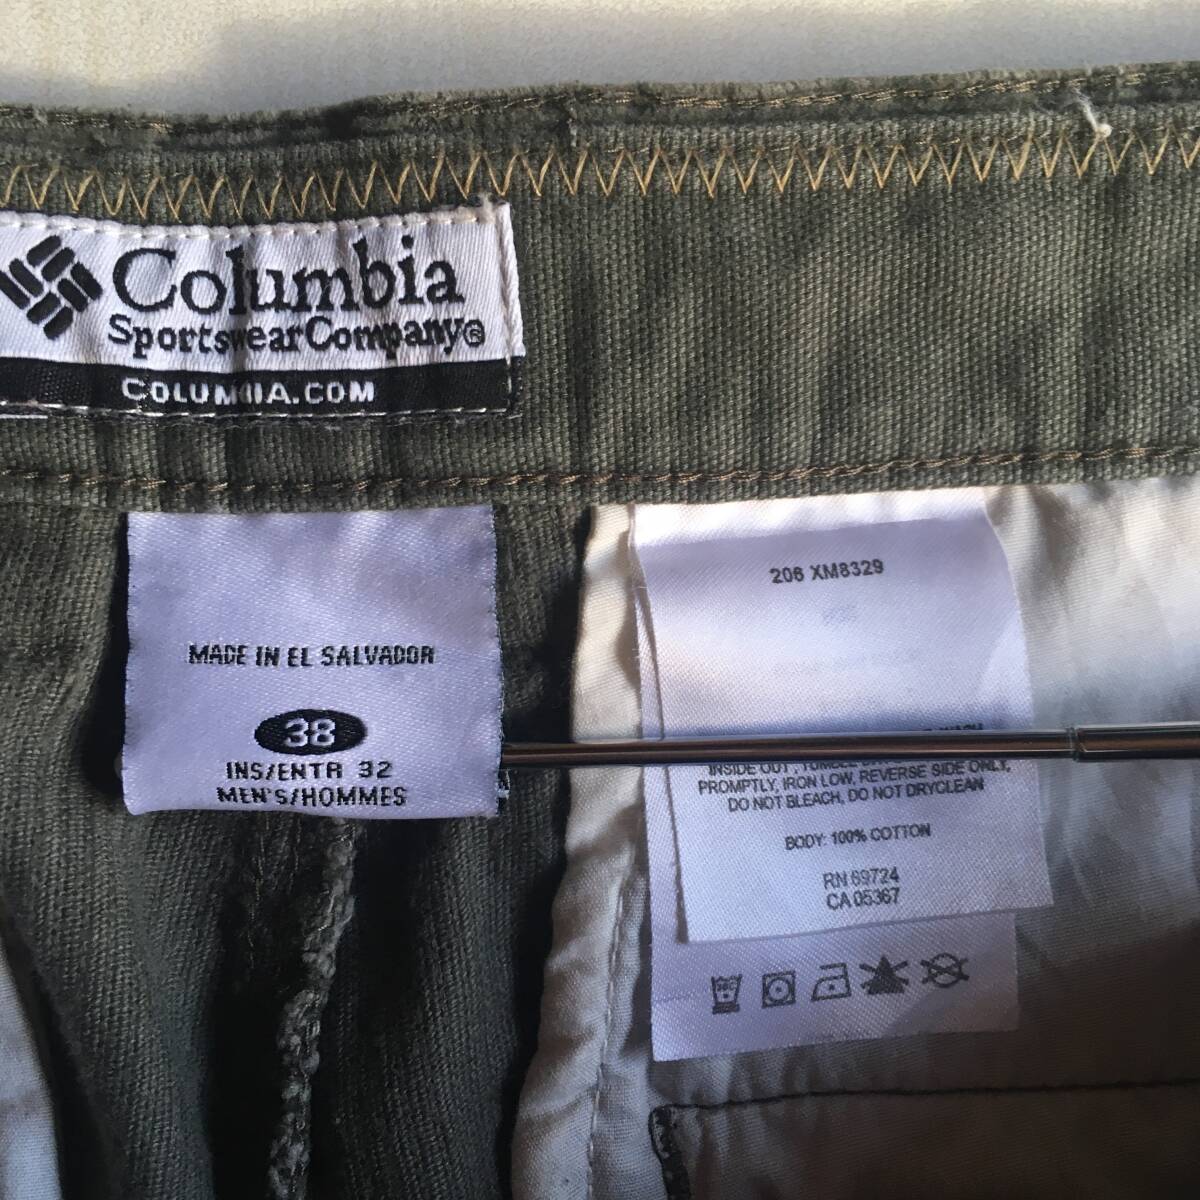 Columbia
Sportswear Company®
COLUMBIA.COM
MADE IN EL SALVADOR
38
INS/ENTR 32
MEN'S/HOMMES
206 XM8329
INSIDE OUT, TUMBLE
PROMPTLY, IRON LOW, REVERSE SIDE ONLY,
DO NOT BLEACH, DO NOT DRYCLEAN
BODY: 100% COTTON
RN 69724
CA 05367